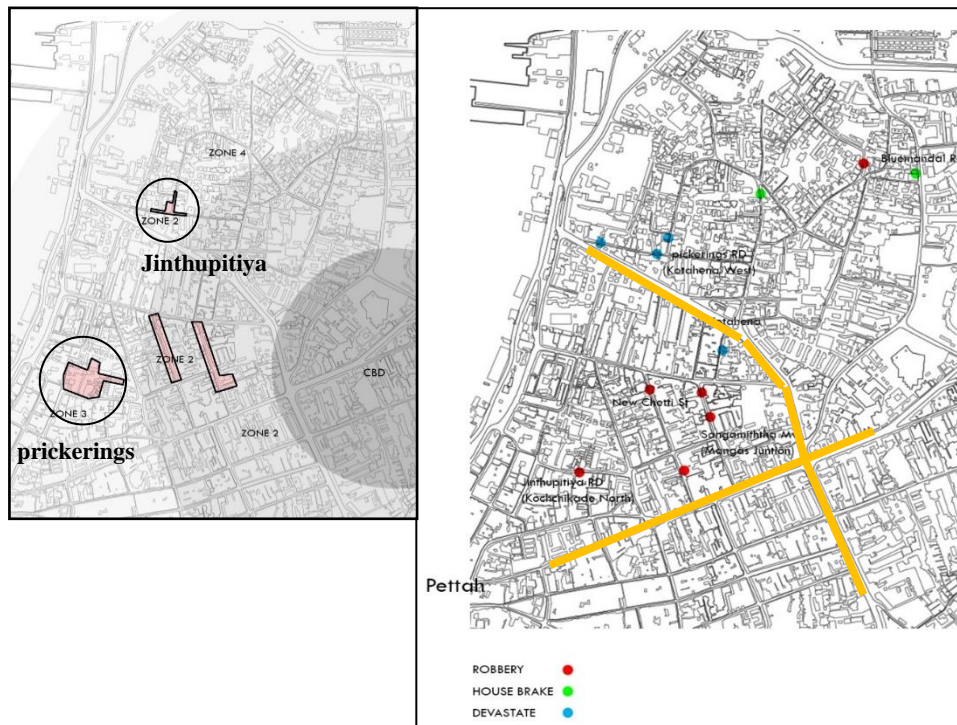 ZONE 4
ZONE 2
Jinthupitiya
ZONE 2
CBD
ZONE 3
ZONE 2
prickerings
Bluemandal R
pickerings RD
(Kotahena West)
New Chetti St
Sangamiththa Mw
(Mangas Juntion)
Jinthupitiya RD
(Kochchikade North)
Pettah
ROBBERY
HOUSE BRAKE
DEVASTATE